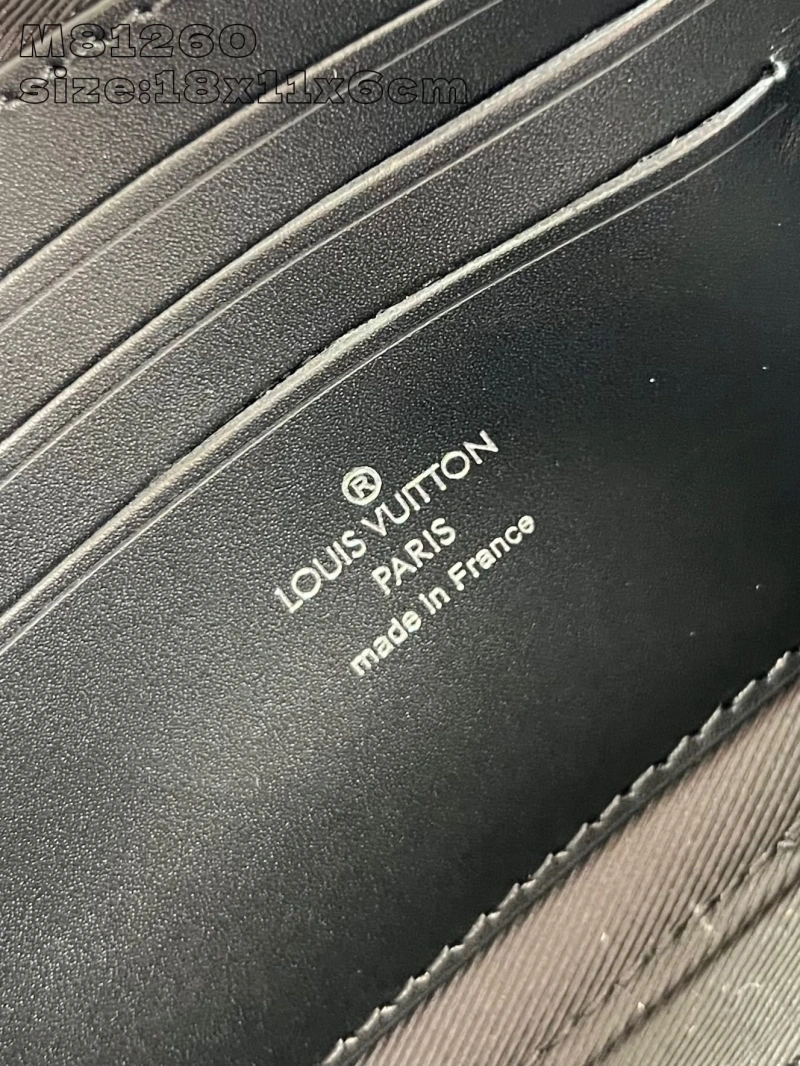 M81260
size:18x11x6cm
®
LOUIS VUITTON
PARIS
made in France